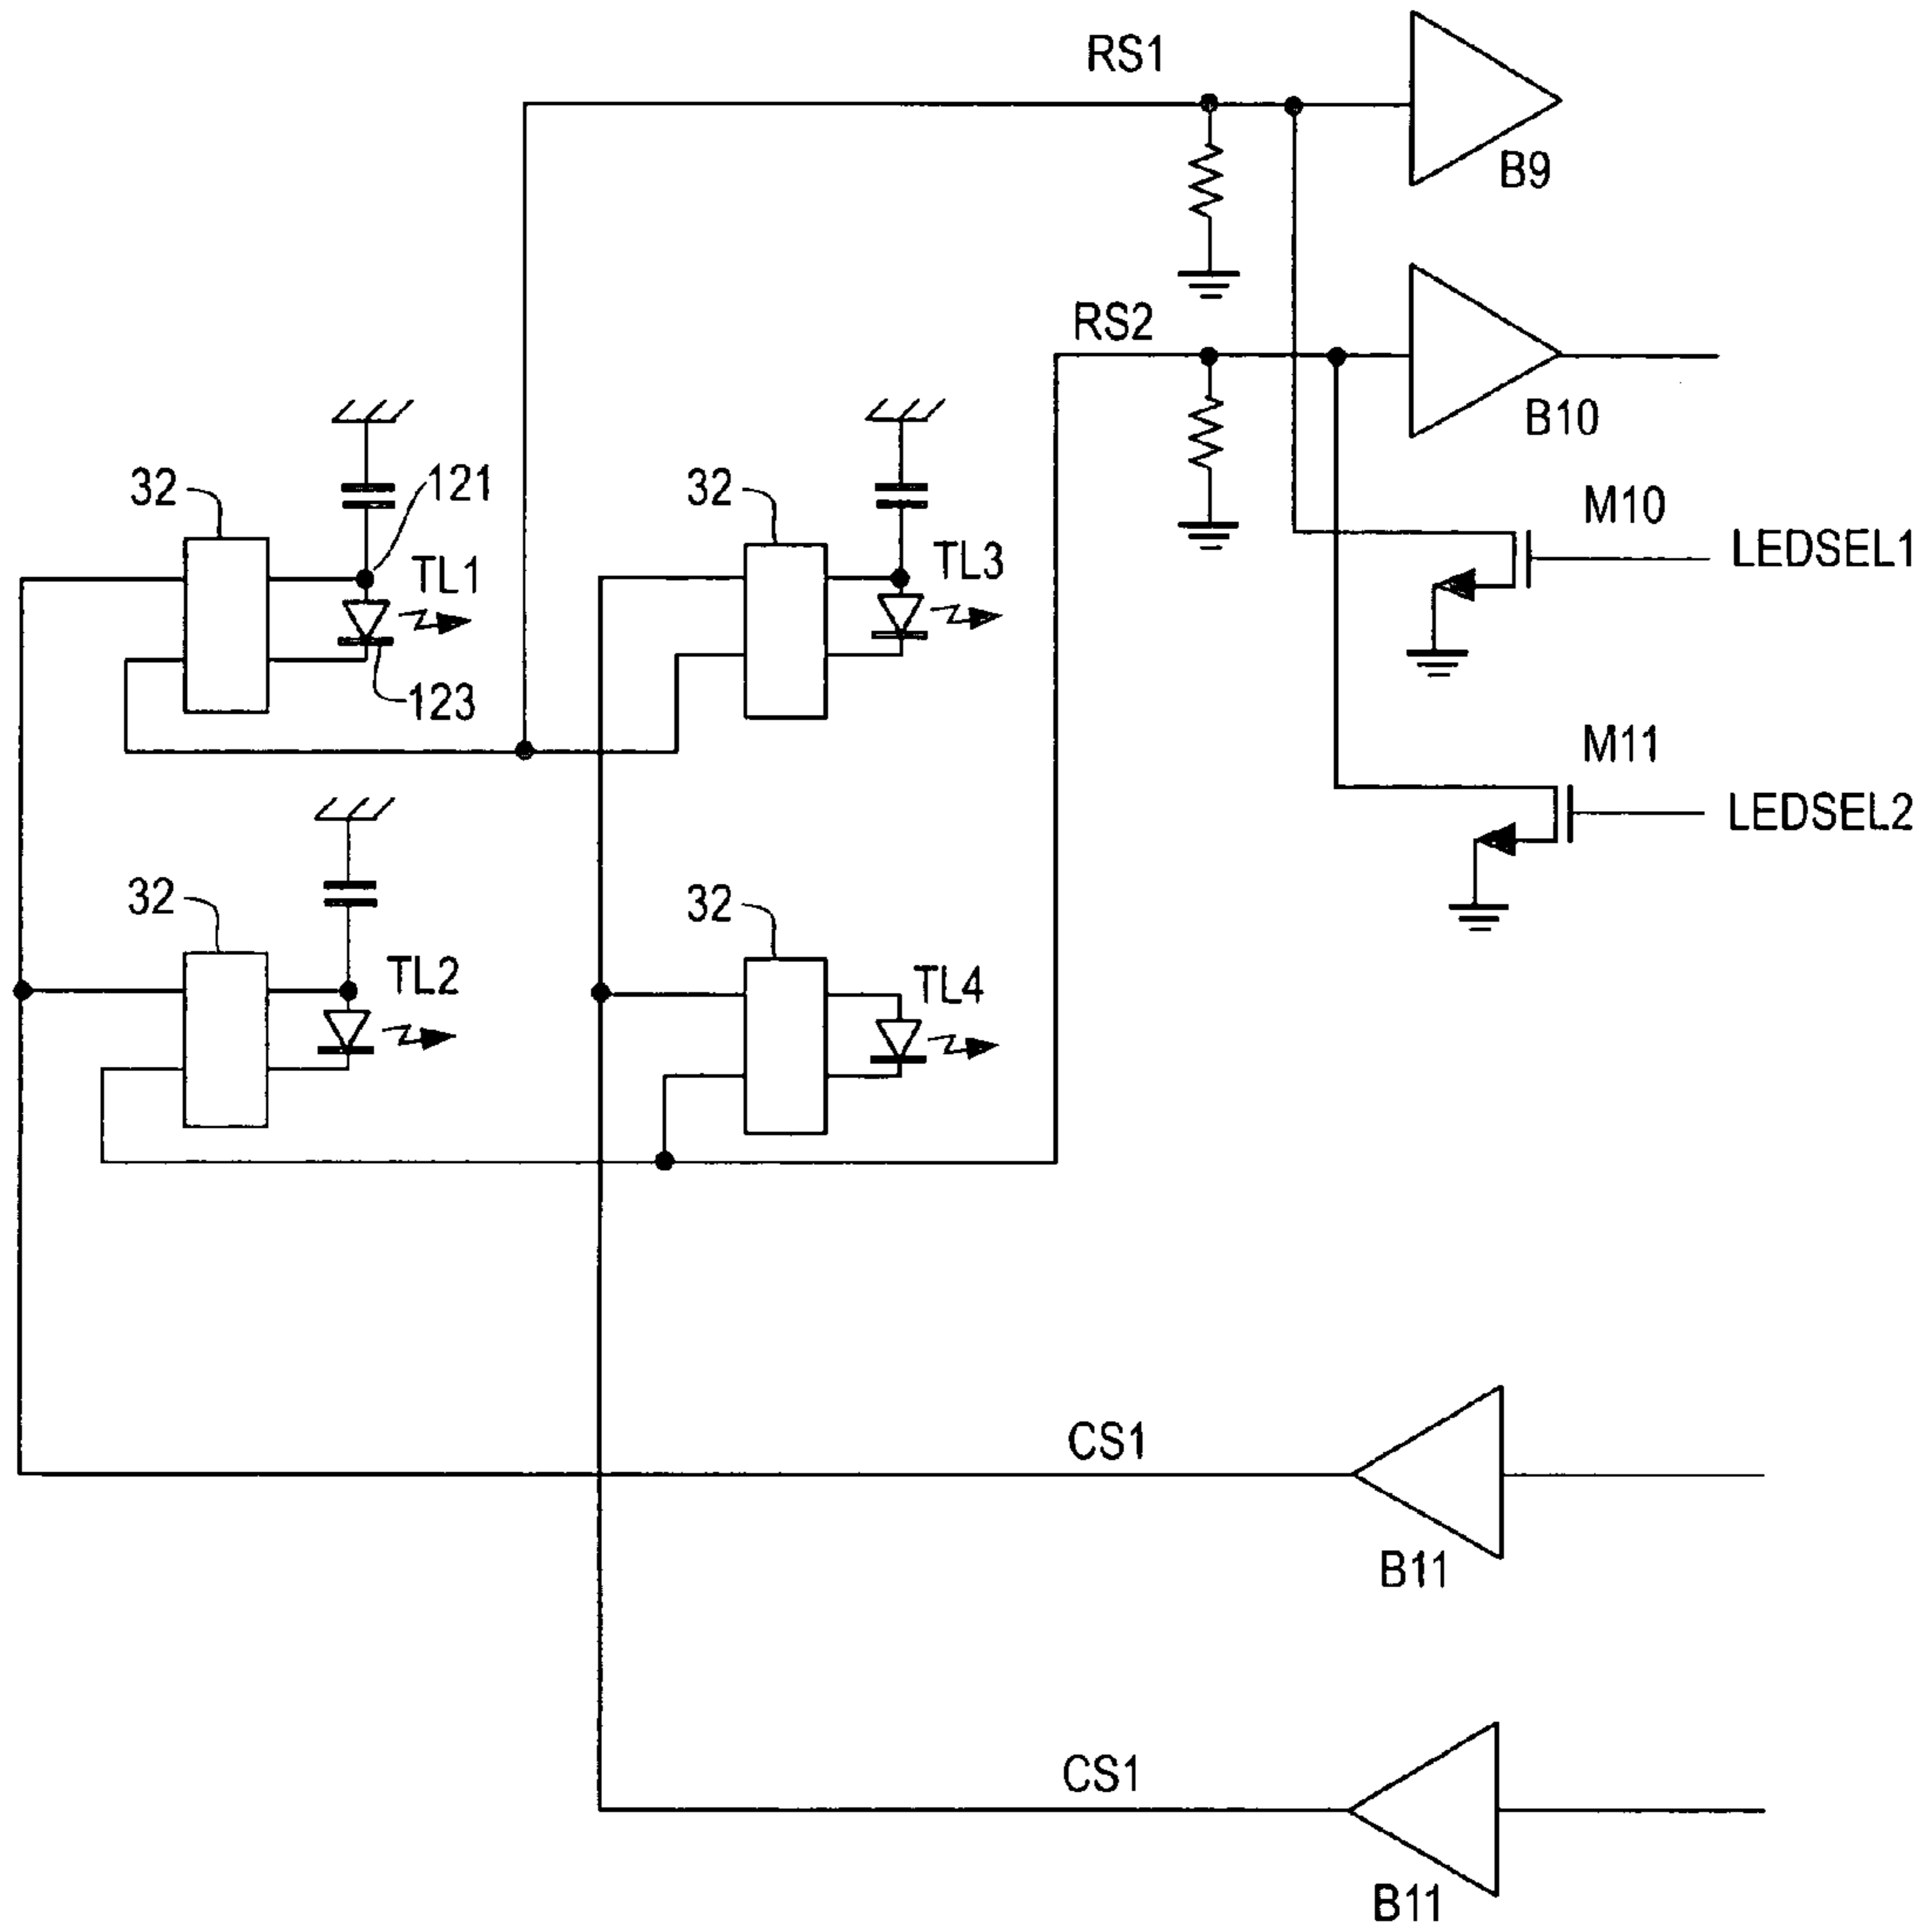 RS1
B9
RS2
B10
32
121
32
M10
LEDSEL1
TL1
TL3
123
M11
LEDSEL2
32
32
TL2
TL4
CS1
B11
CS1
B11